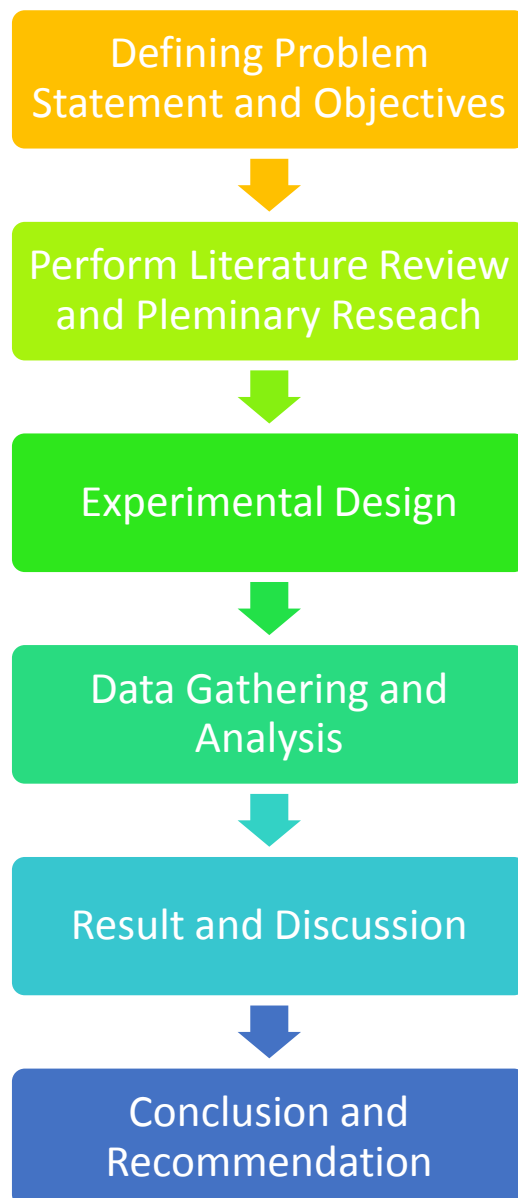 Defining Problem
Statement and Objectives
Perform Literature Review
and Pleminary Reseach
Experimental Design
Data Gathering and
Analysis
Result and Discussion
Conclusion and
Recommendation